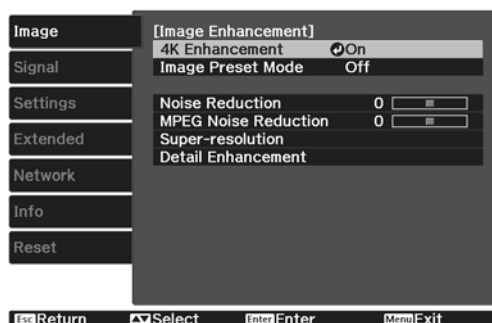 Image
Signal
Settings
Extended
Network
Info
Reset
[Image Enhancement]
4K Enhancement On
Image Preset Mode Off
Noise Reduction 0
MPEG Noise Reduction 0
Super-resolution
Detail Enhancement
Esc Return Select Enter Enter Menu Exit